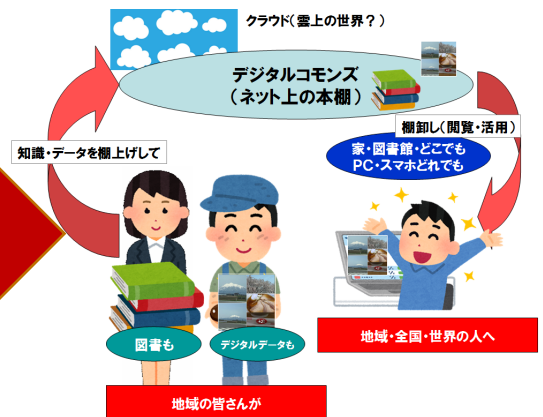 クラウド（雲上の世界？）
デジタルコモンズ
（ネット上の本棚）
棚卸し（閲覧・活用）
家・図書館・どこでも
PC・スマホどれでも
知識・データを棚上げして
図書も
デジタルデータも
地域・全国・世界の人へ
地域の皆さんが